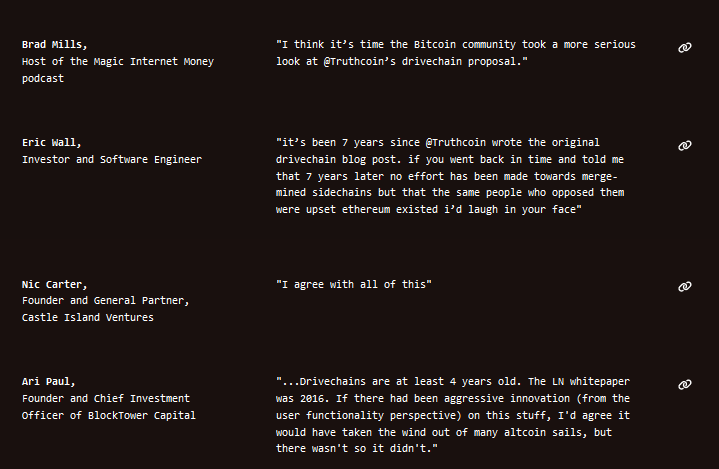 Brad Mills,
Host of the Magic Internet Money
podcast
"I think it’s time the Bitcoin community took a more serious
look at @Truthcoin’s drivechain proposal."
Eric Wall,
Investor and Software Engineer
"it’s been 7 years since @Truthcoin wrote the original
drivechain blog post. if you went back in time and told me
that 7 years later no effort has been made towards merge-
mined sidechains but that the same people who opposed them
were upset ethereum existed i’d laugh in your face"
Nic Carter,
Founder and General Partner,
Castle Island Ventures
"I agree with all of this"
Ari Paul,
Founder and Chief Investment
Officer of BlockTower Capital
"...Drivechains are at least 4 years old. The LN whitepaper
was 2016. If there had been aggressive innovation (from the
user functionality perspective) on this stuff, I'd agree it
would have taken the wind out of many altcoin sails, but
there wasn't so it didn't."